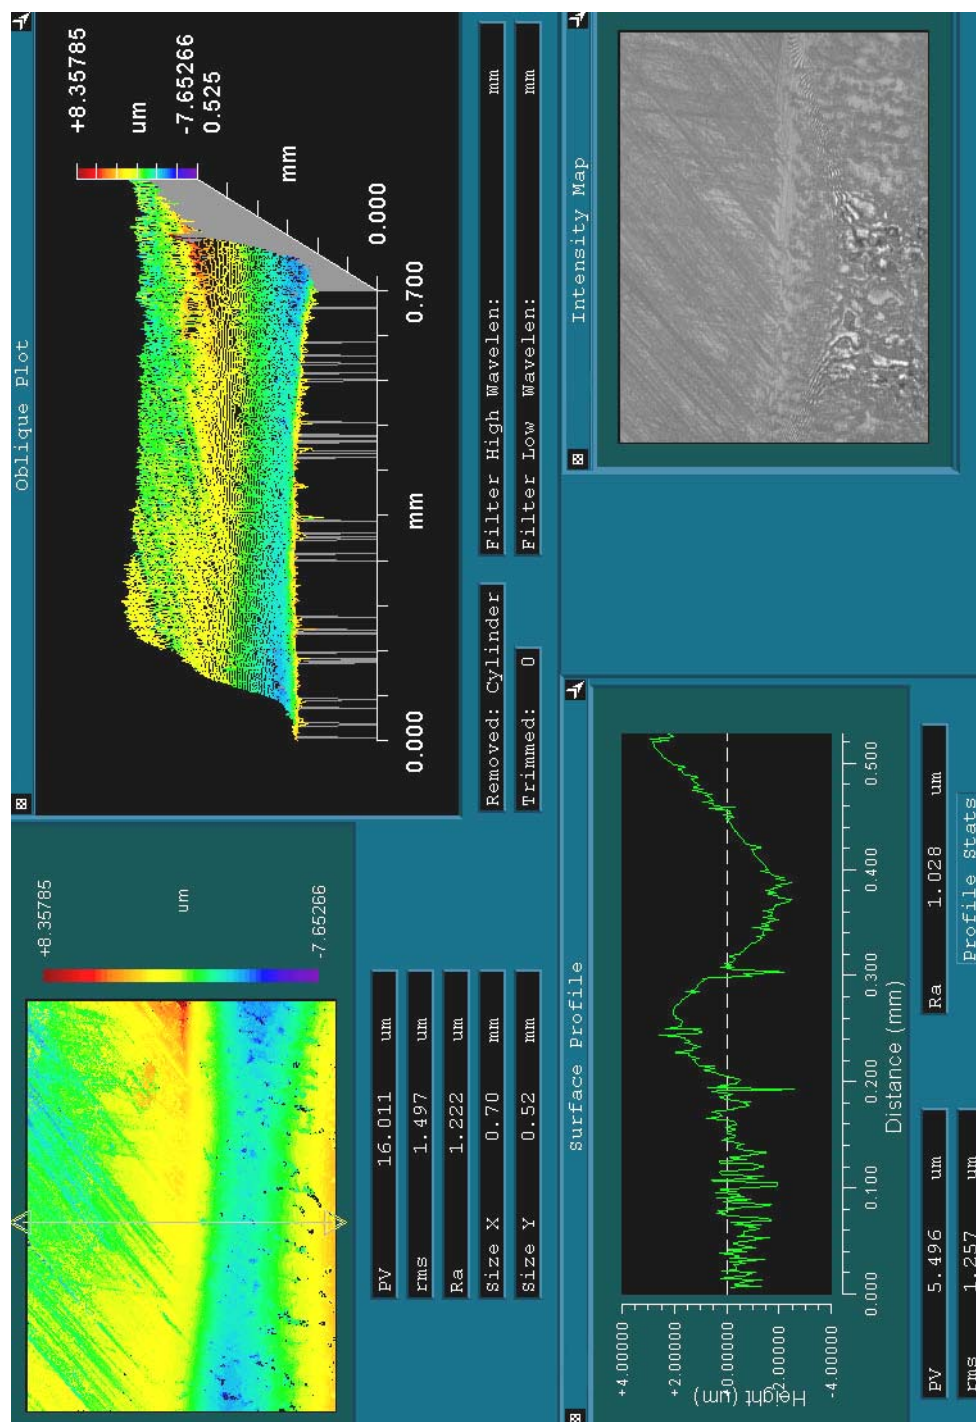 +8.35785
um
-7.65266
PV 16.011 um
rms 1.497 um
Ra 1.222 um
Size X 0.70 mm
Size Y 0.52 mm
Oblique Plot
+8.35785
um
-7.65266
0.525
mm
0.000
0.700
mm
0.000
Removed: Cylinder
Trimmed: 0
Filter High Wavelen: mm
Filter Low Wavelen: mm
Surface Profile
+4.00000
+2.00000
+0.00000
-2.00000
-4.00000
Height (µm)
0.000
0.100
0.200
0.300
0.400
0.500
Distance (mm)
PV 5.496 um
rms 1.257 um
Ra 1.028 um
Profile Stats
Intensity Map